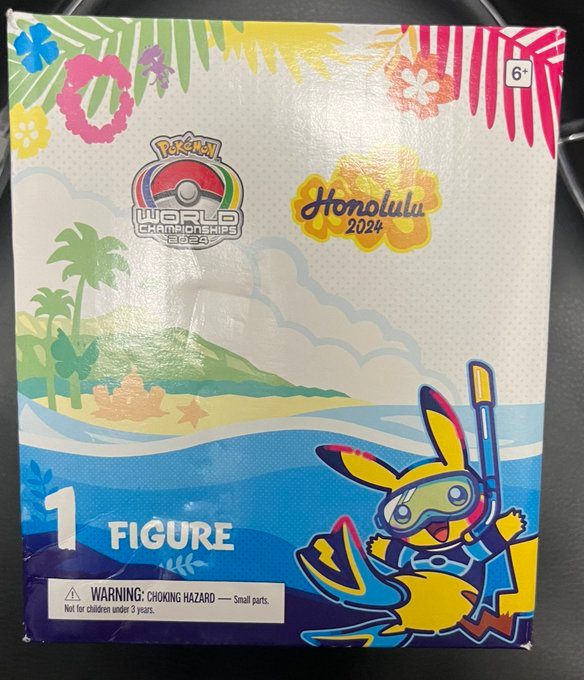 6+
POKÉMON
WORLD
CHAMPIONSHIPS
2024
Honolulu
2024
1 FIGURE
WARNING: CHOKING HAZARD — Small parts.
Not for children under 3 years.